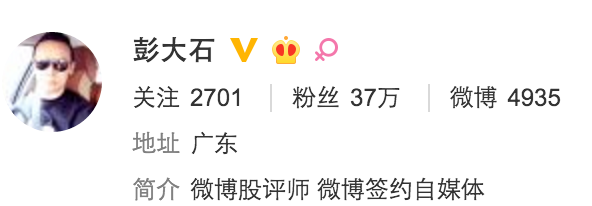 彭大石
关注 2701 粉丝 37万 微博 4935
地址 广东
简介 微博股评师 微博签约自媒体